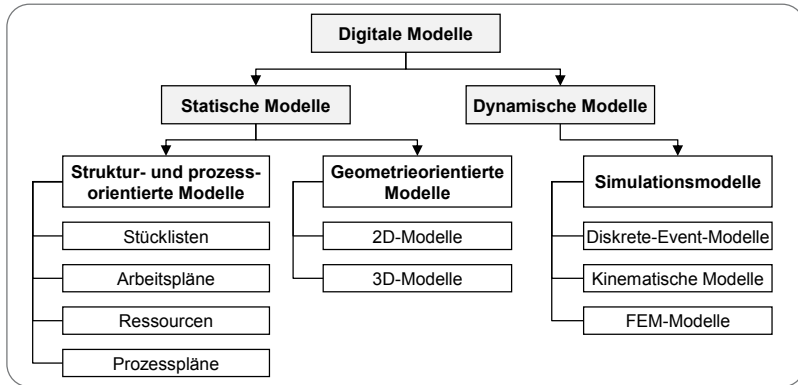 Digitale Modelle
Statische Modelle
Dynamische Modelle
Struktur- und prozess-
orientierte Modelle
Stücklisten
Arbeitspläne
Ressourcen
Prozesspläne
Geometrieorientierte
Modelle
2D-Modelle
3D-Modelle
Simulationsmodelle
Diskrete-Event-Modelle
Kinematische Modelle
FEM-Modelle